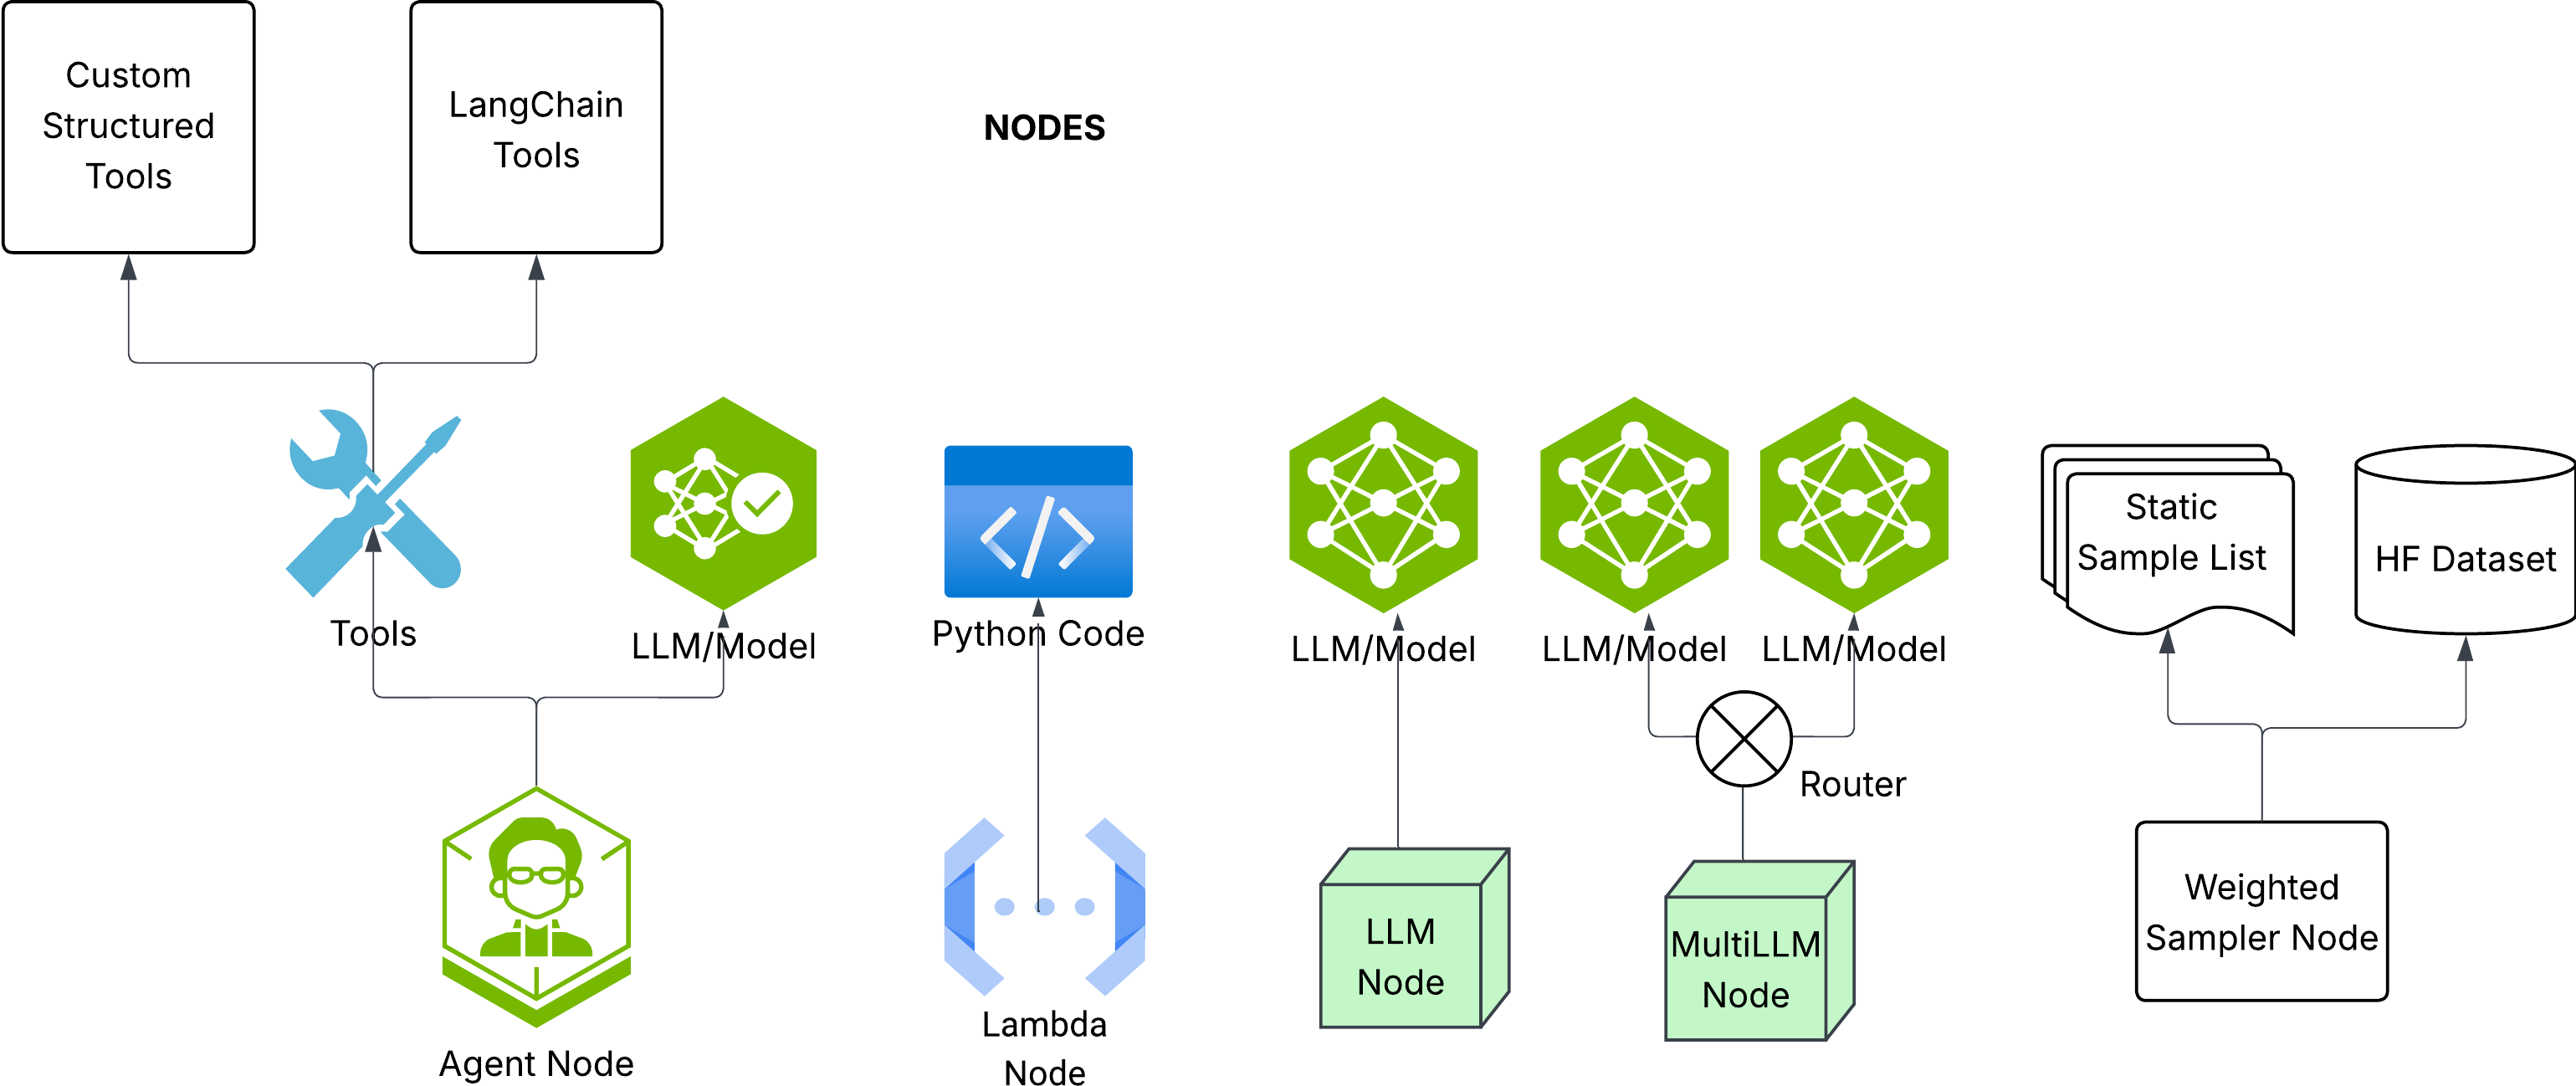 Custom
Structured
Tools
LangChain
Tools
NODES
Tools
LLM/Model
Python Code
LLM/Model
LLM/Model
LLM/Model
Static
Sample List
HF Dataset
Router
Agent Node
Lambda
Node
LLM
Node
MultiLLM
Node
Weighted
Sampler Node